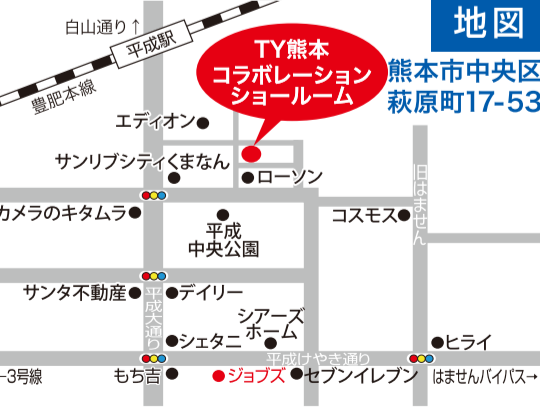 地図
白山通り↑
平成駅
豊肥本線
TY熊本
コラボレーション
ショールーム
熊本市中央区
萩原町17-53
エディオン
サンリブシティくまなん
ローソン
旧はません
カメラのキタムラ
平成
中央公園
コスモス
サンタ不動産
デイリー
平成大通り
シアーズ
ホーム
シェタニ
ヒライ
平成けやき通り
←3号線
もち吉
ジョブズ
セブンイレブン
はませんバイパス→